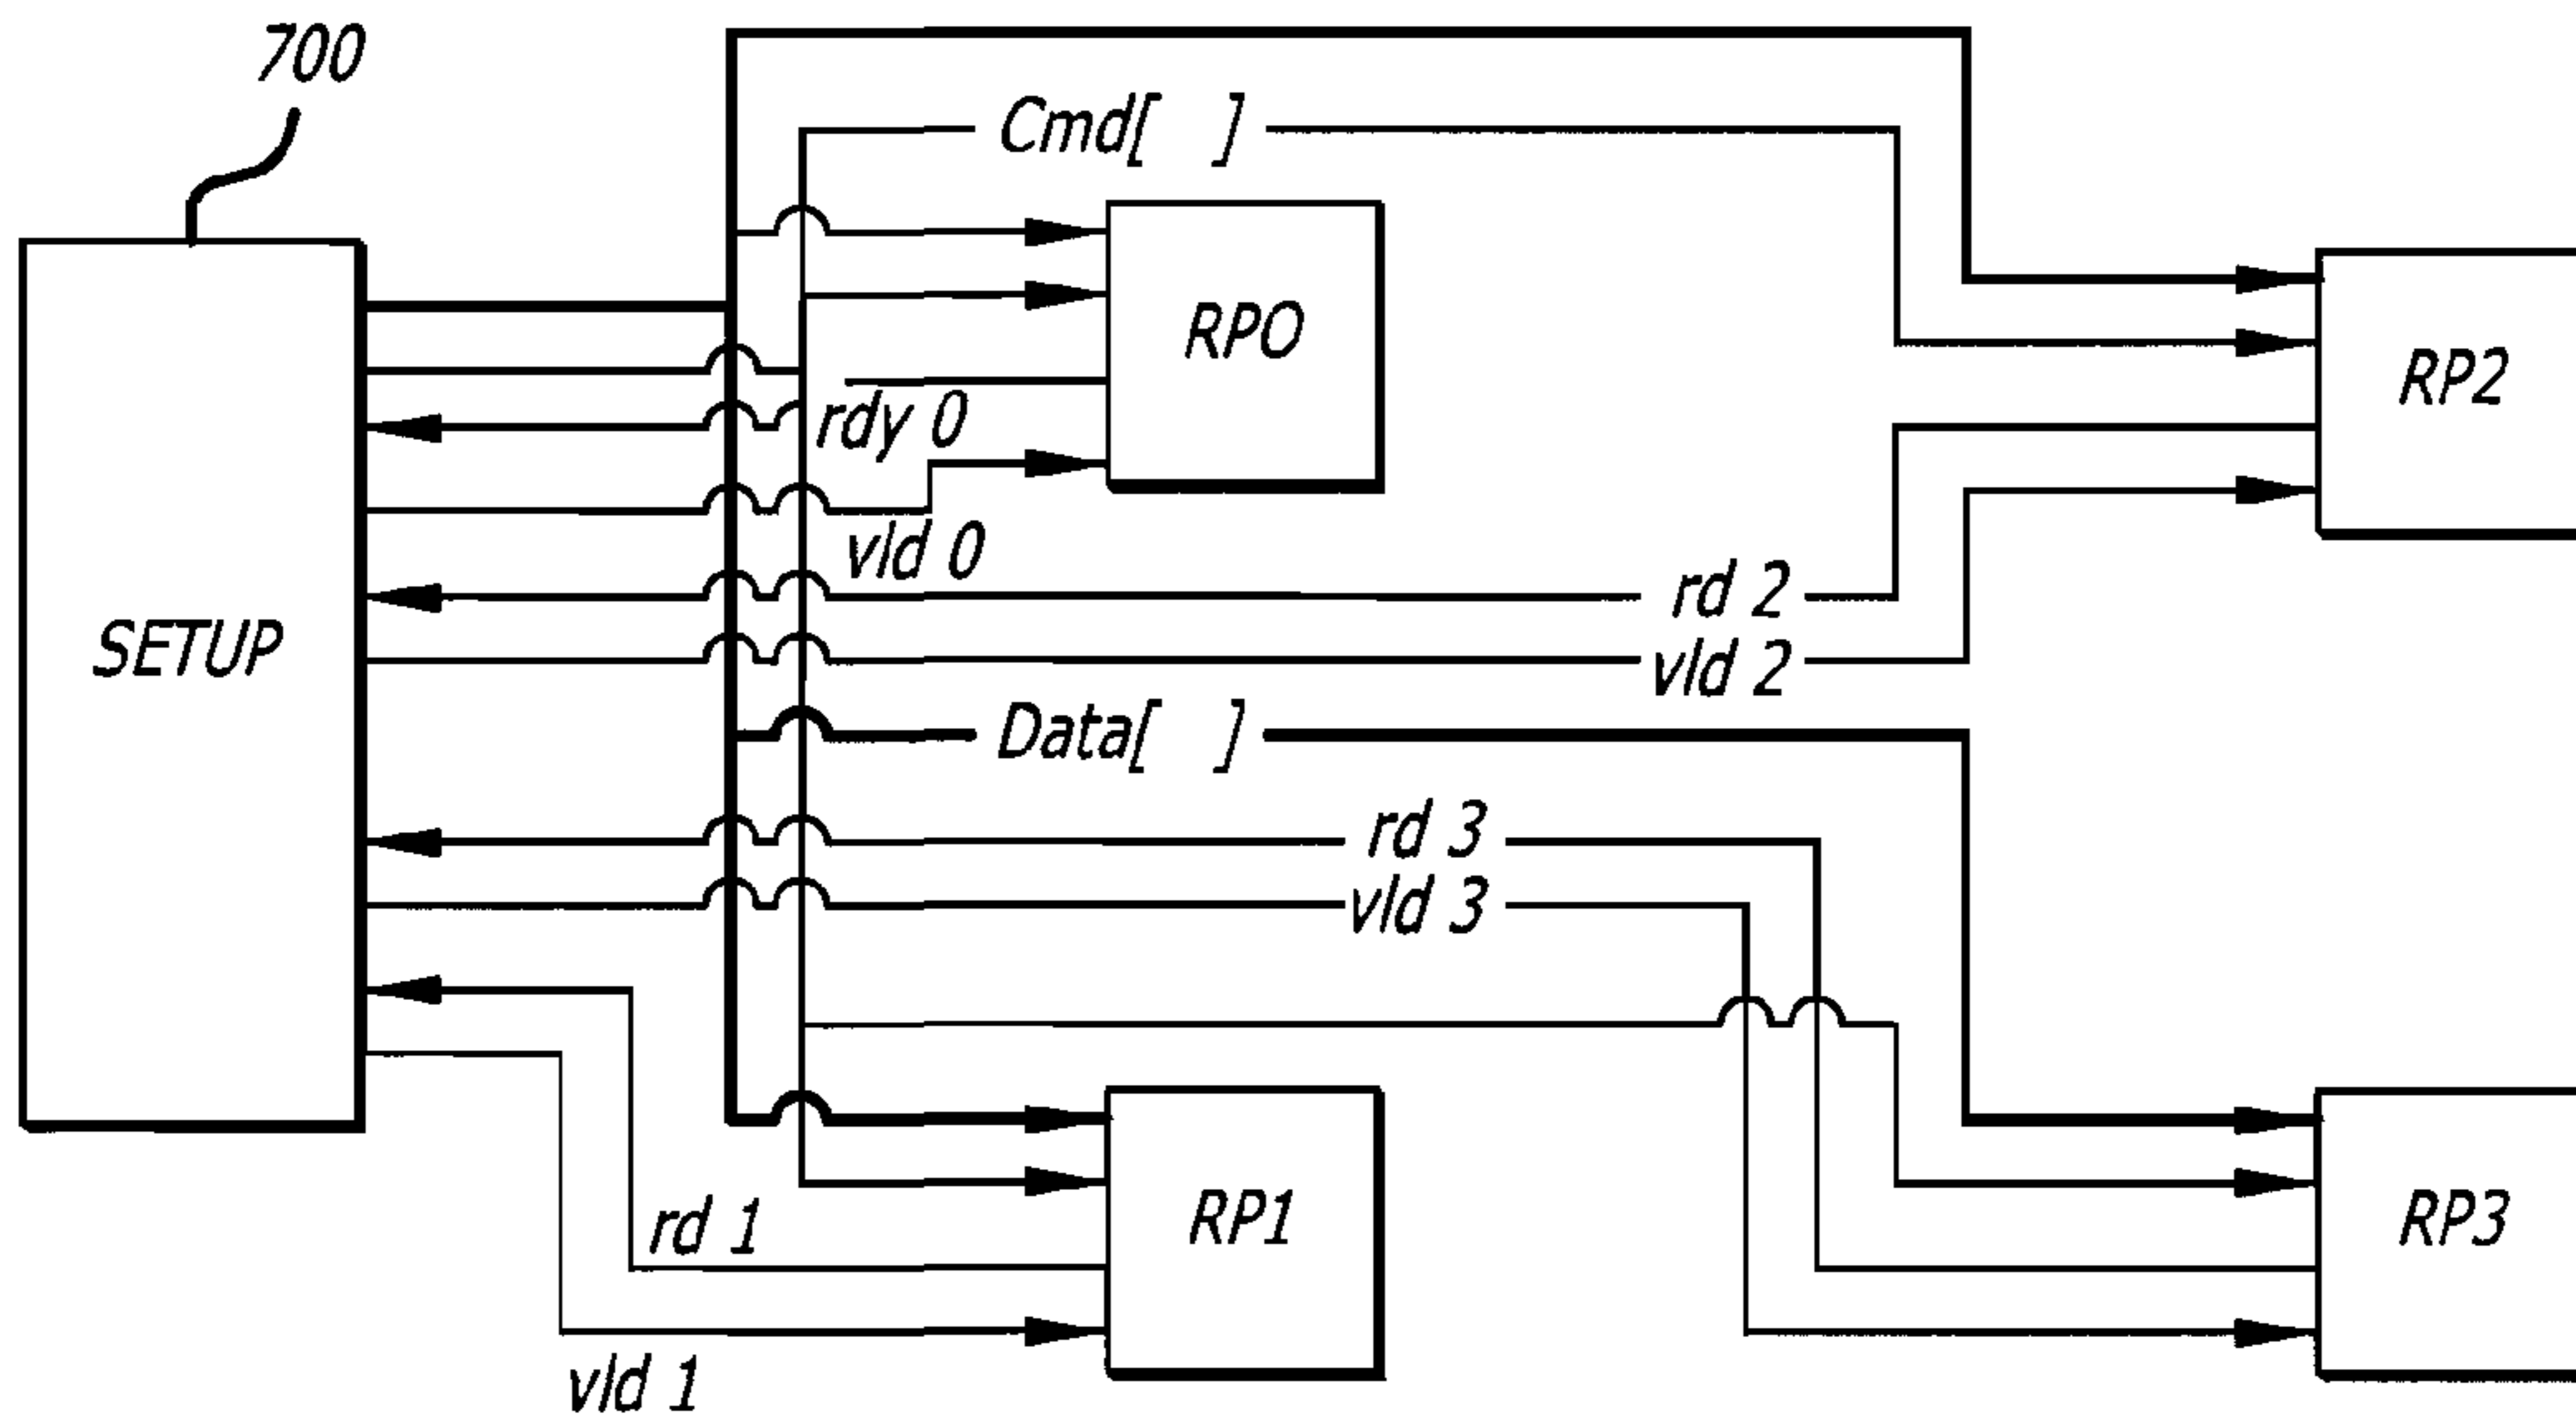 700
Cmd[ ]
RPO
RP2
rdy 0
vld 0
rd 2
SETUP
vld 2
Data[ ]
rd 3
vld 3
rd 1
RP1
RP3
vld 1